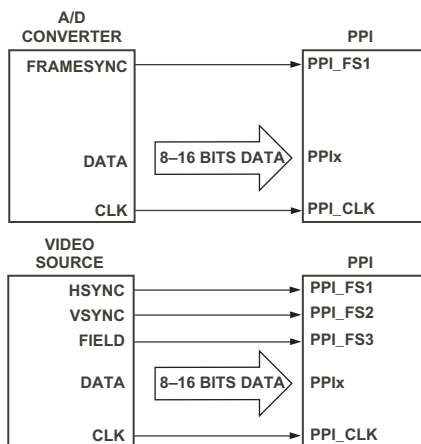 A/D
CONVERTER
PPI
FRAMESYNC
PPI_FS1
DATA
8–16 BITS DATA
PPIx
CLK
PPI_CLK
VIDEO
SOURCE
PPI
HSYNC
PPI_FS1
VSYNC
PPI_FS2
FIELD
PPI_FS3
DATA
8–16 BITS DATA
PPIx
CLK
PPI_CLK